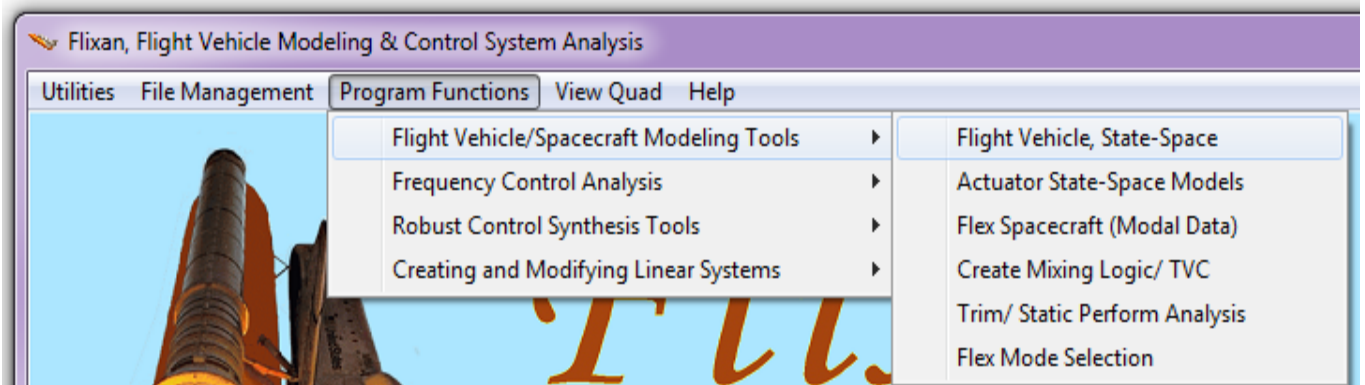 Flixan, Flight Vehicle Modeling & Control System Analysis
Utilities File Management Program Functions View Quad Help
Flight Vehicle/Spacecraft Modeling Tools
Frequency Control Analysis
Robust Control Synthesis Tools
Creating and Modifying Linear Systems
Flight Vehicle, State-Space
Actuator State-Space Models
Flex Spacecraft (Modal Data)
Create Mixing Logic/ TVC
Trim/ Static Perform Analysis
Flex Mode Selection